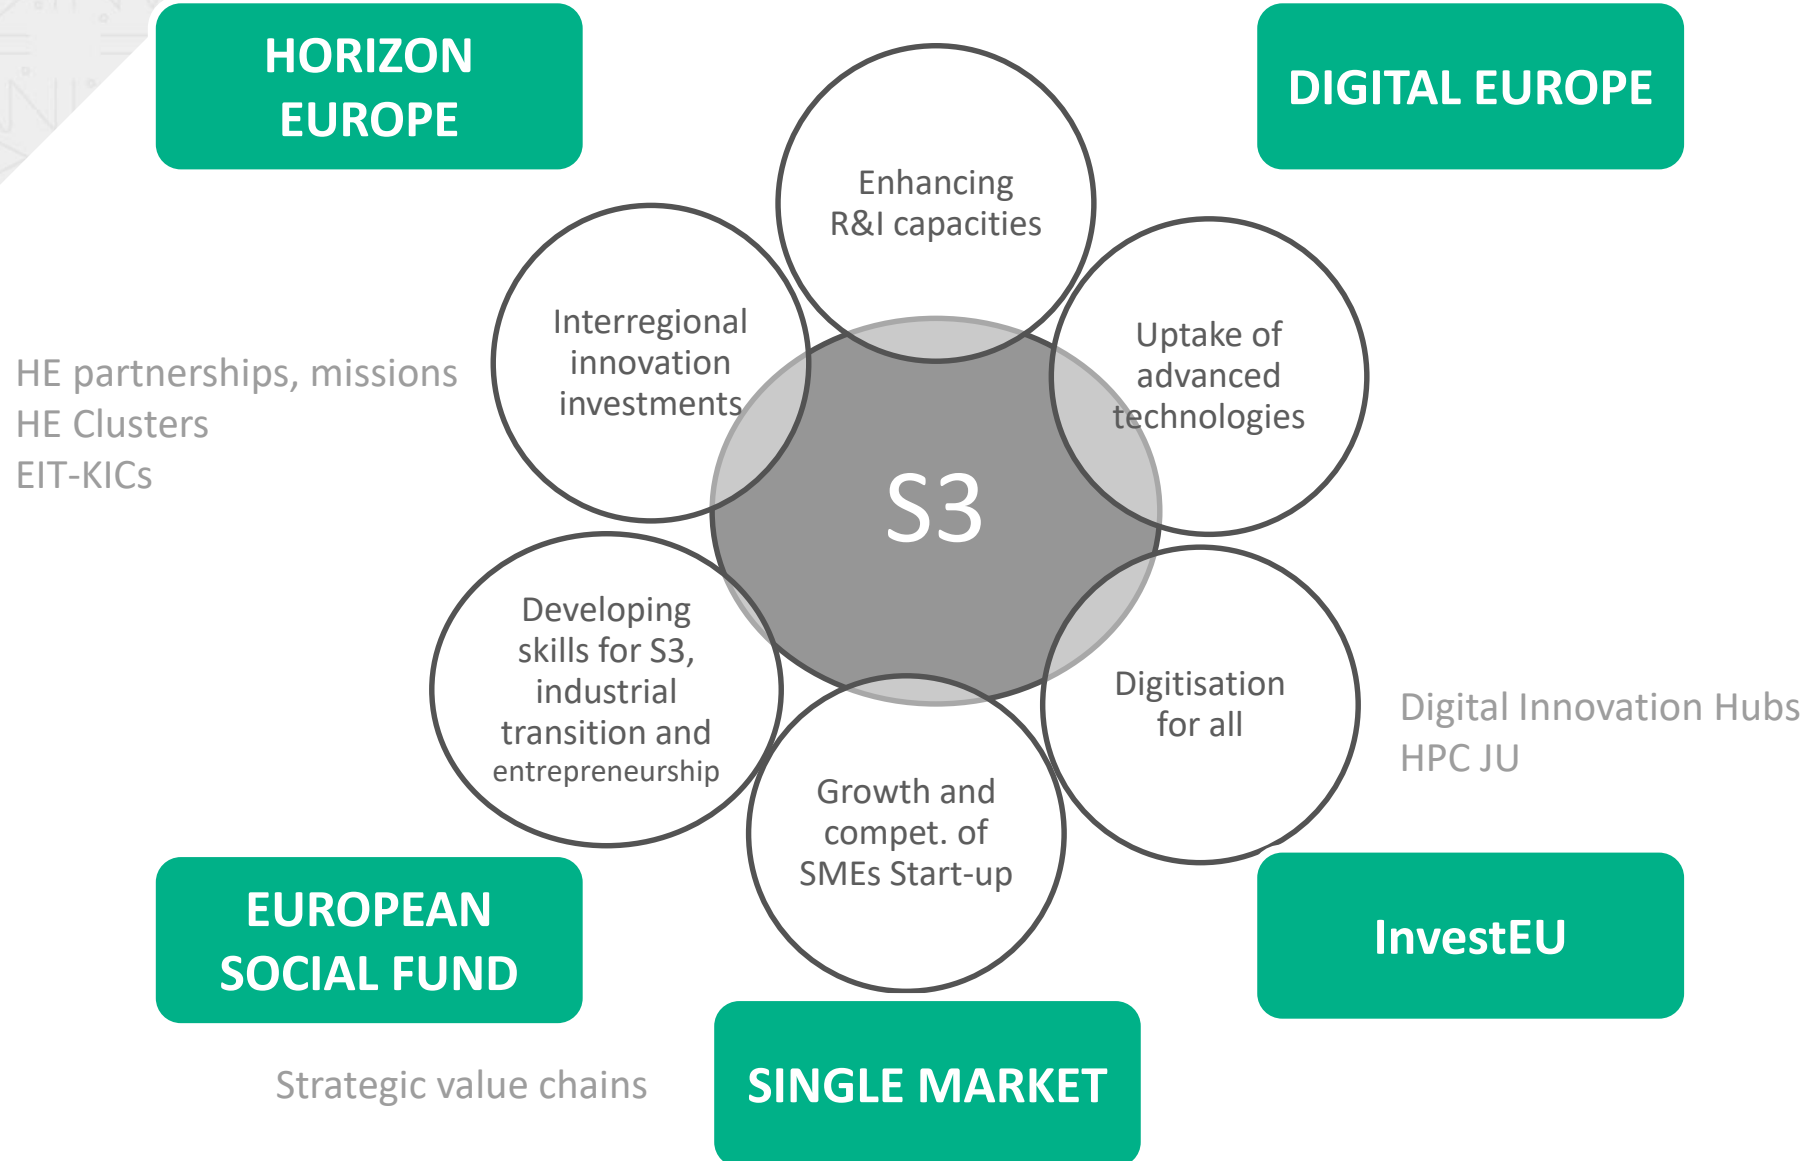 HORIZON
EUROPE
DIGITAL EUROPE
Enhancing
R&I capacities
Interregional
innovation
investments
Uptake of
advanced
technologies
HE partnerships, missions
HE Clusters
EIT-KICs
S3
Developing
skills for S3,
industrial
transition and
entrepreneurship
Digitisation
for all
Digital Innovation Hubs
HPC JU
Growth and
compet. of
SMEs Start-up
EUROPEAN
SOCIAL FUND
InvestEU
Strategic value chains
SINGLE MARKET